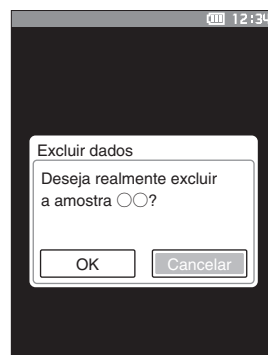 12:34
Excluir dados
Deseja realmente excluir
a amostra ○○?
OK
Cancelar